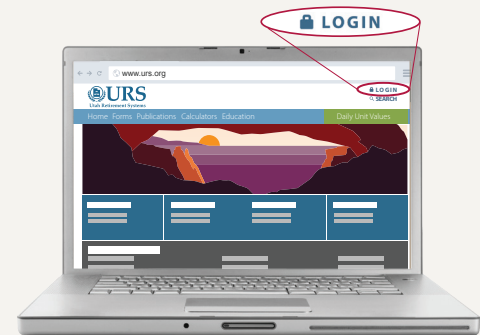 LOGIN
www.urs.org
LOGIN
SEARCH
URS
Utah Retirement Systems
Home Forms Publications Calculators Education
Daily Unit Values